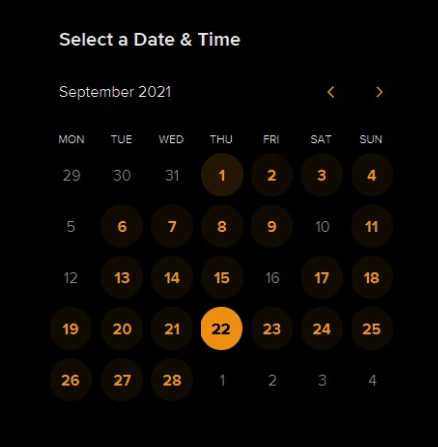 Select a Date & Time
September 2021
MON TUE WED THU FRI SAT SUN
29 30 31 1 2 3 4
5 6 7 8 9 10 11
12 13 14 15 16 17 18
19 20 21 22 23 24 25
26 27 28 1 2 3 4